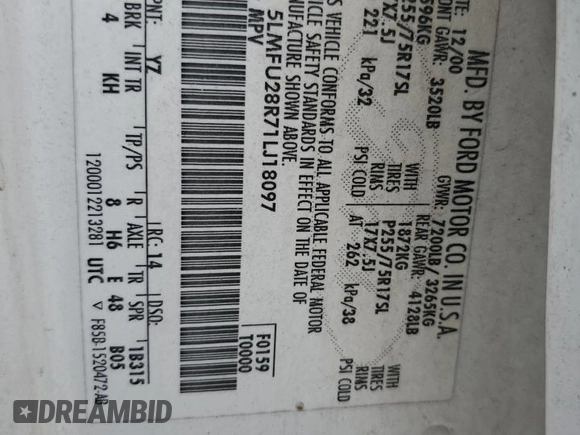 MFD. BY FORD MOTOR CO. IN U.S.A.
DATE: 12/00 GVWR: 7200LB/ 3265KG
FRONT GAWR: 3520LB REAR GAWR: 4128LB
1596KG WITH 1872KG WITH
P255/75R17SL TIRES P255/75R17SL TIRES
17X7.5J RIMS 17X7.5J RIMS
221 kPa/32 PSI COLD AT 262 kPa/38 PSI COLD
THIS VEHICLE CONFORMS TO ALL APPLICABLE FEDERAL MOTOR
VEHICLE SAFETY STANDARDS IN EFFECT ON THE DATE OF
MANUFACTURE SHOWN ABOVE.
5LMFU28R71LJ18097 F0159
MPV T0000
PNT: YZ RC: 14 DSO:
BRK INT TR TP/PS R AXLE TR SPR 1B315
4 KH 8 H6 E 48 B05
1200012213281 UTC F85B-1520472-AB
DREAMBID